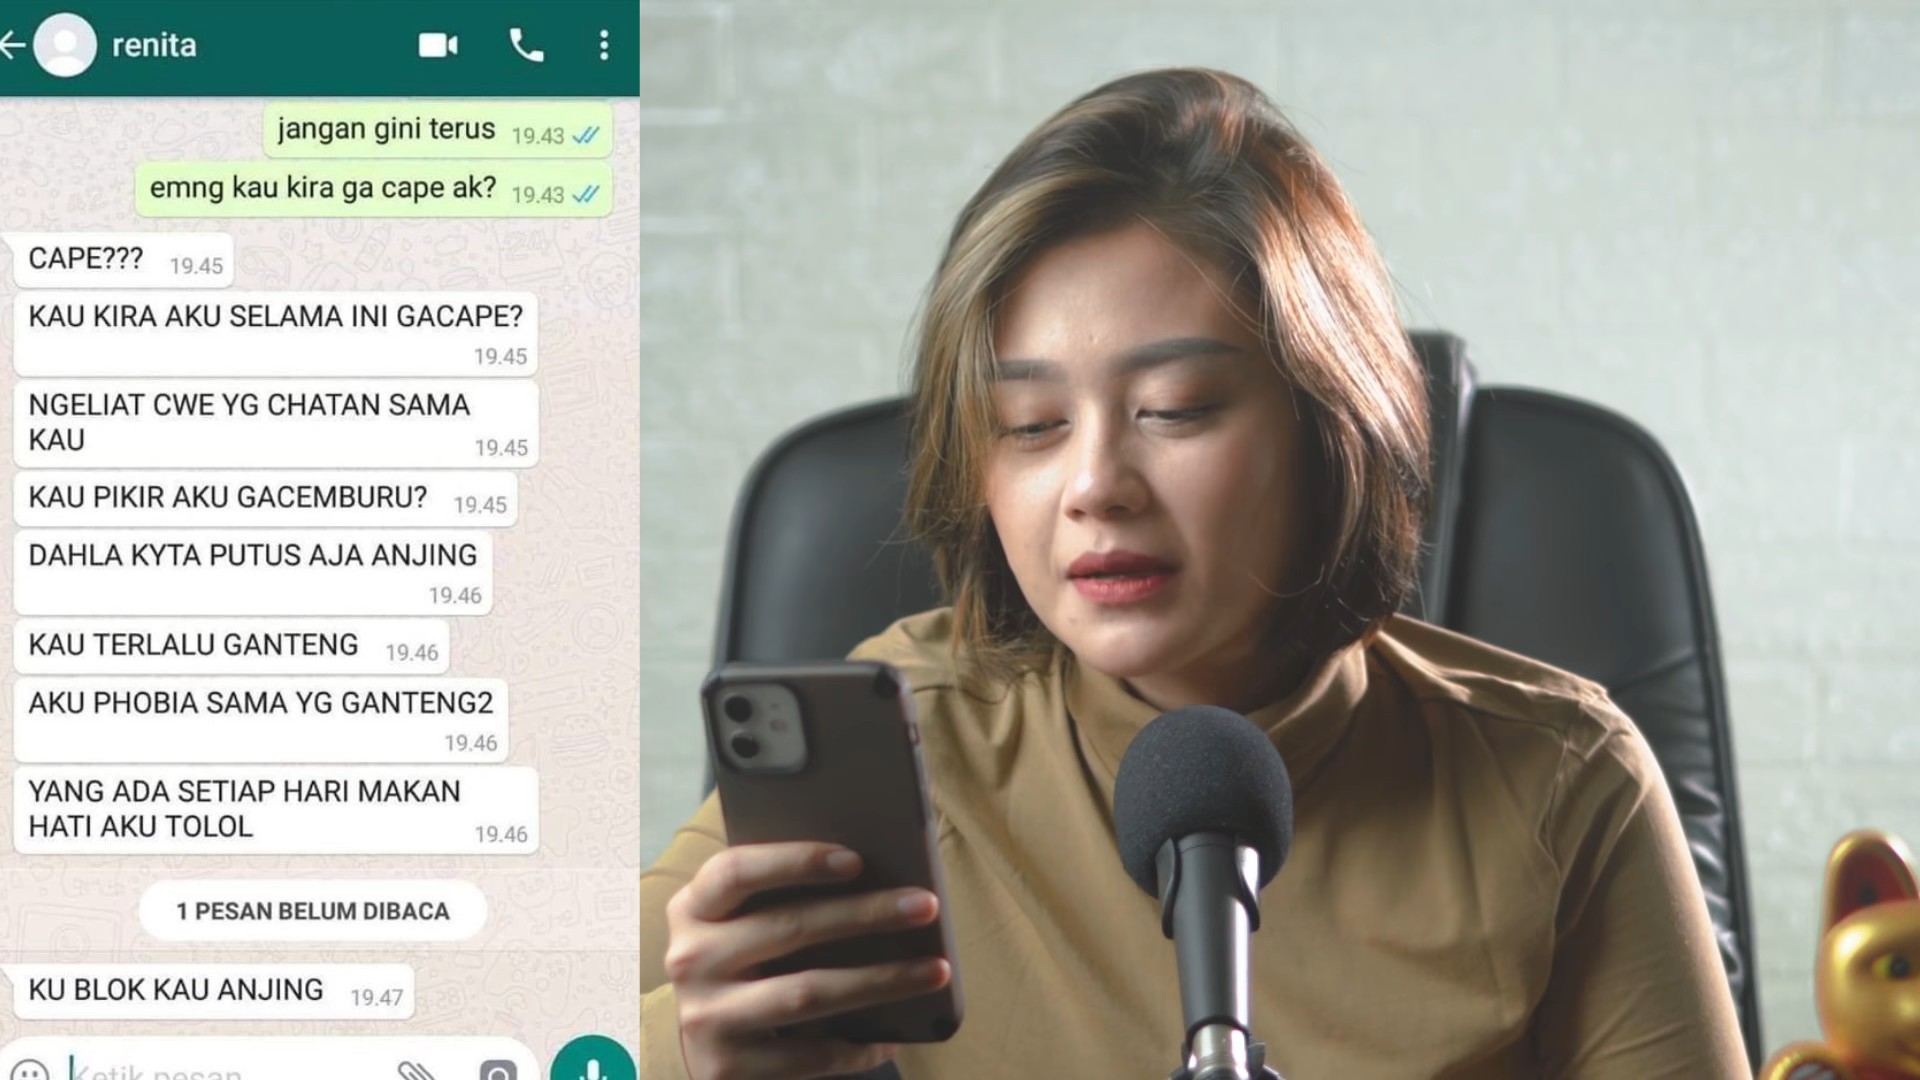 renita
jangan gini terus 19.43
emng kau kira ga cape ak? 19.43
CAPE??? 19.45
KAU KIRA AKU SELAMA INI GACAPE?
19.45
NGELIAT CWE YG CHATAN SAMA
KAU 19.45
KAU PIKIR AKU GACEMBURU? 19.45
DAHLA KYTA PUTUS AJA ANJING
19.46
KAU TERLALU GANTENG 19.46
AKU PHOBIA SAMA YG GANTENG2
19.46
YANG ADA SETIAP HARI MAKAN
HATI AKU TOLOL 19.46
1 PESAN BELUM DIBACA
KU BLOK KAU ANJING 19.47
Ketik pesan